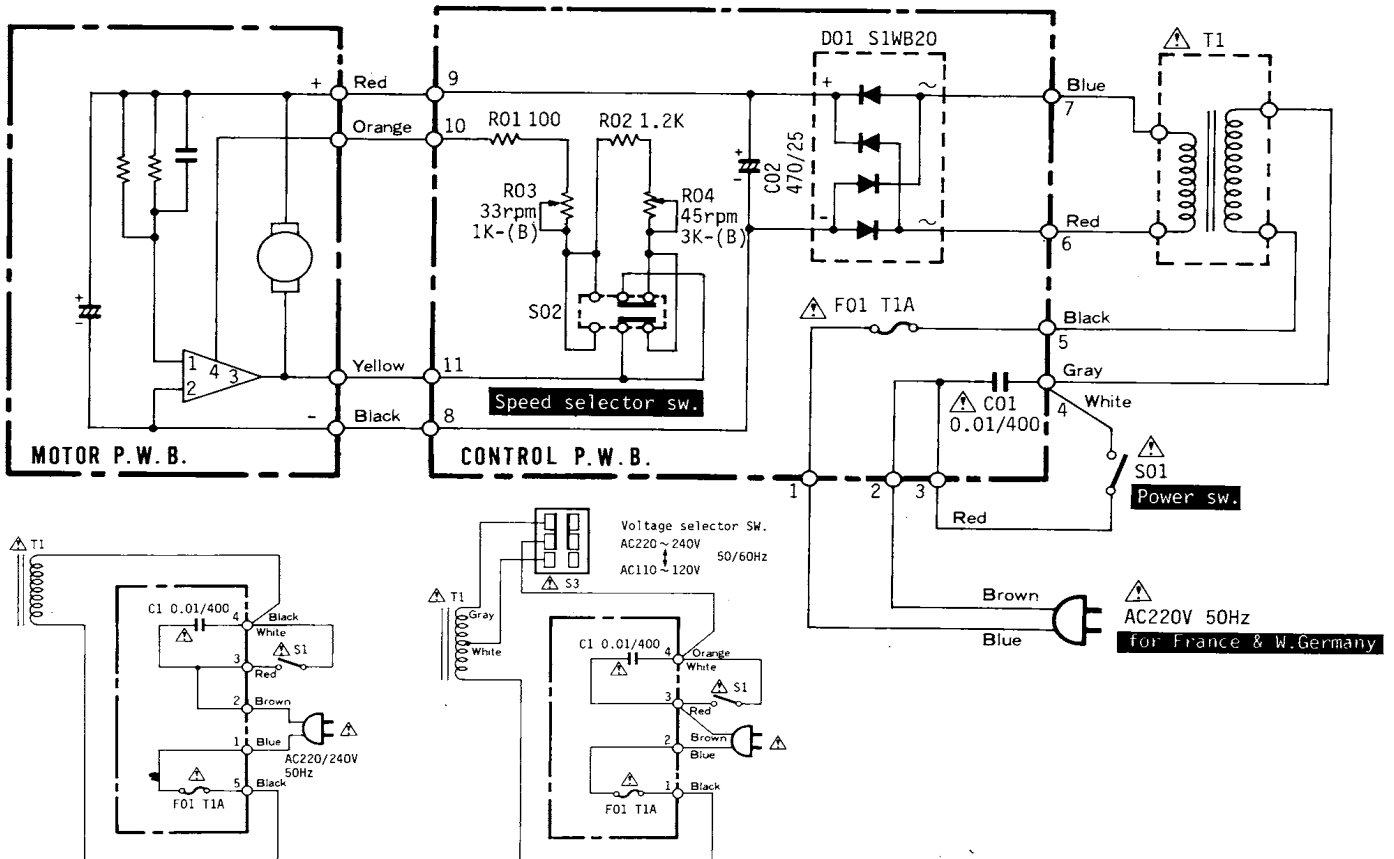 D01 S1WB20
T1
+
Red
9
+
~
Blue
7
Orange
10
R01 100
R02 1.2K
+
-
C02
470/25
R03
33rpm
1K-(B)
R04
45rpm
3K-(B)
-
~
Red
6
+
-
S02
F01 T1A
Black
5
1
2
4
3
Yellow
11
Speed selector sw.
Gray
4
C01
0.01/400
White
-
Black
8
S01
Power sw.
MOTOR P.W.B.
CONTROL P.W.B.
1
2
3
Red
Brown
Blue
AC220V 50Hz
for France & W.Germany
T1
C1 0.01/400
4
Black
White
3
Red
S1
2
Brown
1
Blue
AC220/240V
50Hz
F01 T1A
5
Black
Voltage selector SW.
AC220~240V
50/60Hz
AC110~120V
S3
T1
Gray
White
C1 0.01/400
4
Orange
White
3
Red
S1
Brown
2
Blue
F01 T1A
1
Black